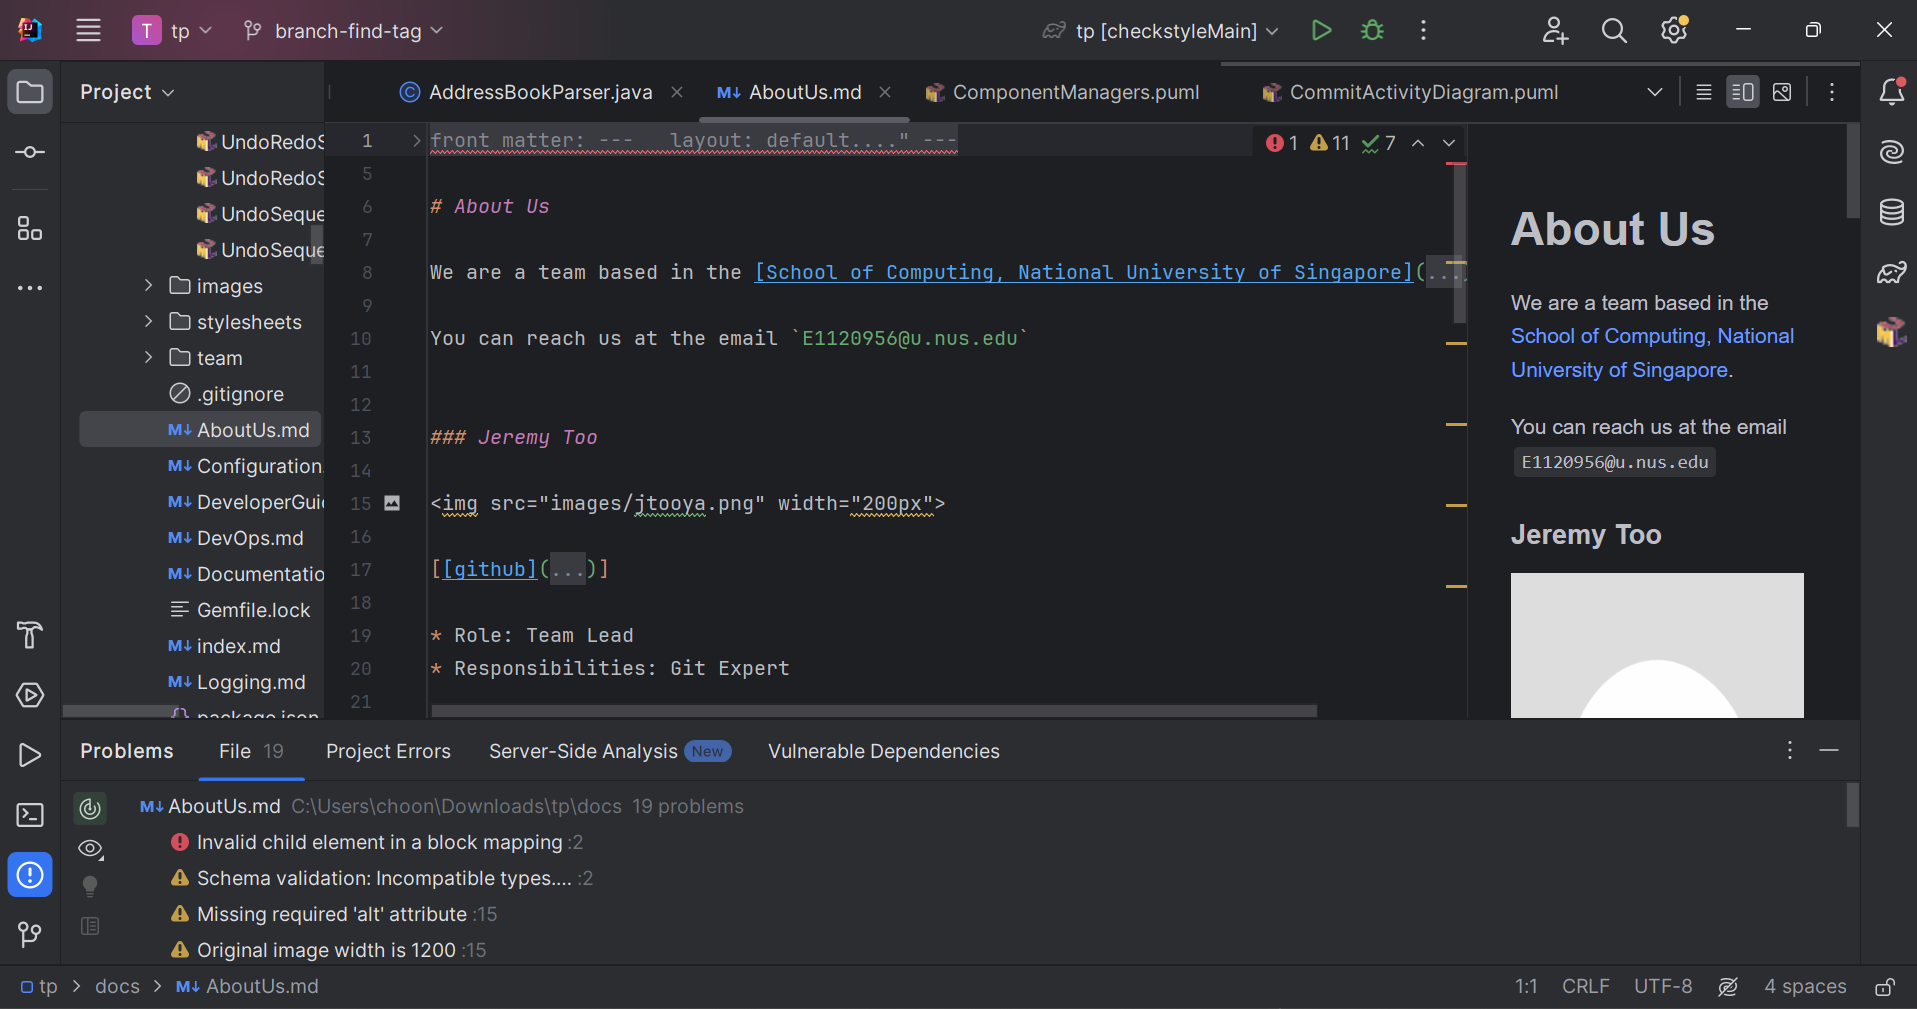 T tp branch-find-tag tp [checkstyleMain]
Project
AddressBookParser.java AboutUs.md ComponentManagers.puml CommitActivityDiagram.puml
UndoRedoS
UndoRedoS
UndoSeque
UndoSeque
images
stylesheets
team
.gitignore
M↓ AboutUs.md
M↓ Configuration.
M↓ DeveloperGuid
M↓ DevOps.md
M↓ Documentatio
Gemfile.lock
M↓ index.md
M↓ Logging.md
{} package.json
1 front matter: --- layout: default...." ---
1 11 7
5
6 # About Us
7
8 We are a team based in the [School of Computing, National University of Singapore](...
9
10 You can reach us at the email `E1120956@u.nus.edu`
11
12
13 ### Jeremy Too
14
15 <img src="images/jtooya.png" width="200px">
16
17 [[github](...)]
18
19 * Role: Team Lead
20 * Responsibilities: Git Expert
21
About Us
We are a team based in the
School of Computing, National
University of Singapore.
You can reach us at the email
E1120956@u.nus.edu
Jeremy Too
Problems File 19 Project Errors Server-Side Analysis New Vulnerable Dependencies
M↓ AboutUs.md C:\Users\choon\Downloads\tp\docs 19 problems
Invalid child element in a block mapping :2
Schema validation: Incompatible types.... :2
Missing required 'alt' attribute :15
Original image width is 1200 :15
tp > docs > M↓ AboutUs.md
1:1 CRLF UTF-8 4 spaces